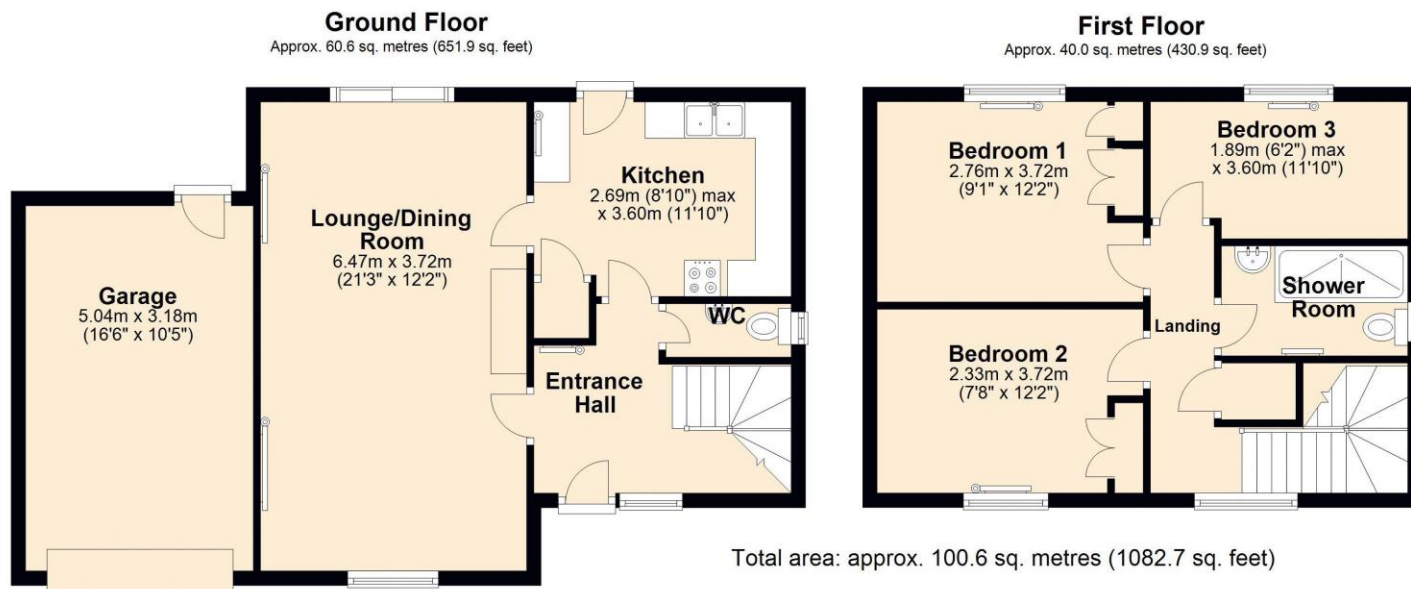 Ground Floor
Approx. 60.6 sq. metres (651.9 sq. feet)
Garage
5.04m x 3.18m
(16'6" x 10'5")
Lounge/Dining
Room
6.47m x 3.72m
(21'3" x 12'2")
Kitchen
2.69m (8'10") max
x 3.60m (11'10")
WC
Entrance
Hall
First Floor
Approx. 40.0 sq. metres (430.9 sq. feet)
Bedroom 1
2.76m x 3.72m
(9'1" x 12'2")
Bedroom 3
1.89m (6'2") max
x 3.60m (11'10")
Shower
Room
Landing
Bedroom 2
2.33m x 3.72m
(7'8" x 12'2")
Total area: approx. 100.6 sq. metres (1082.7 sq. feet)